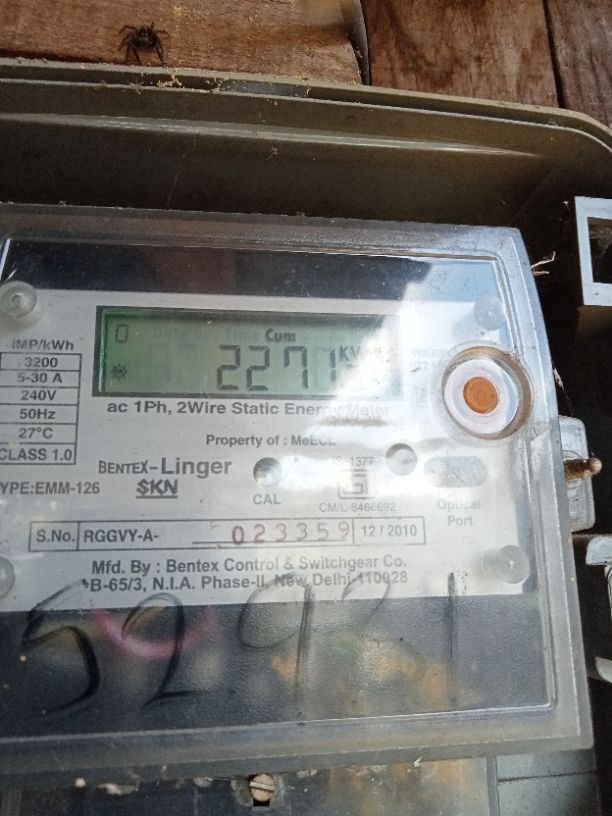 0 Cum
2271
IMP/kWh
3200
5-30 A
240V
50Hz
27°C
CLASS 1.0
ac 1Ph, 2Wire Static Energy Meter
Property of : MeECL
BENTEX-Linger
SKN
TYPE:EMM-126
CAL
CM/L-8466692
Optical
Port
S.No. RGGVY-A- 023359 12 / 2010
Mfd. By : Bentex Control & Switchgear Co.
B-65/3, N.I.A. Phase-II, New Delhi-110028